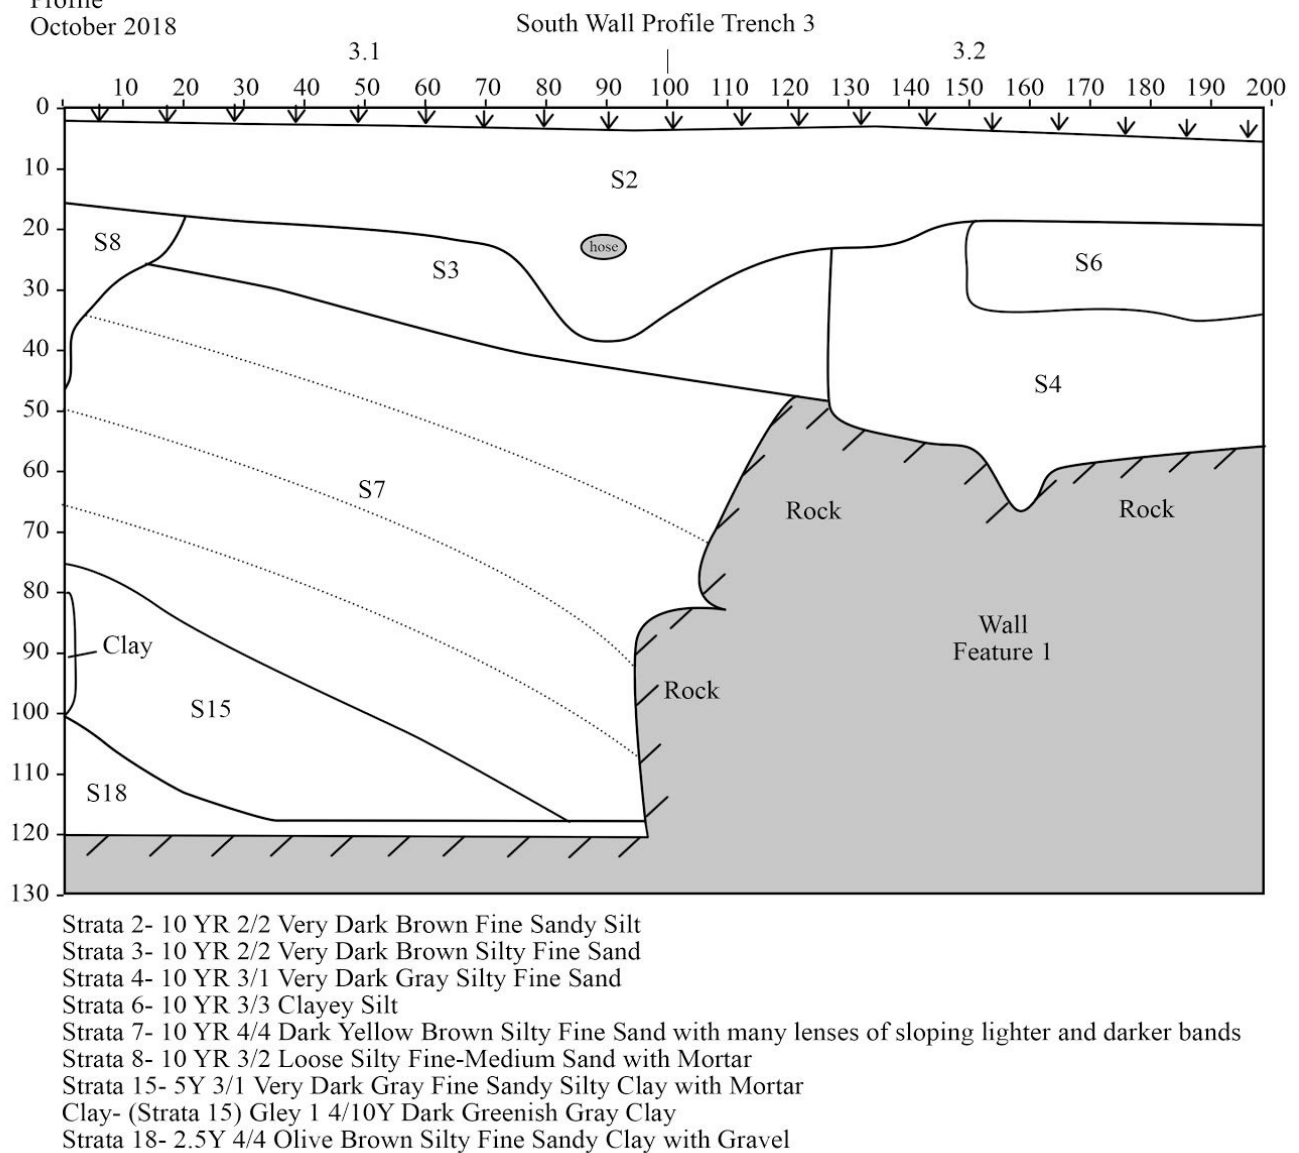 Profile
October 2018
South Wall Profile Trench 3
3.1
3.2
10 20 30 40 50 60 70 80 90 100 110 120 130 140 150 160 170 180 190 200
0
10
20
30
40
50
60
70
80
90
100
110
120
130
S2
S8
hose
S3
S6
S4
S7
Rock
Rock
Wall
Feature 1
Clay
Rock
S15
S18
Strata 2- 10 YR 2/2 Very Dark Brown Fine Sandy Silt
Strata 3- 10 YR 2/2 Very Dark Brown Silty Fine Sand
Strata 4- 10 YR 3/1 Very Dark Gray Silty Fine Sand
Strata 6- 10 YR 3/3 Clayey Silt
Strata 7- 10 YR 4/4 Dark Yellow Brown Silty Fine Sand with many lenses of sloping lighter and darker bands
Strata 8- 10 YR 3/2 Loose Silty Fine-Medium Sand with Mortar
Strata 15- 5Y 3/1 Very Dark Gray Fine Sandy Silty Clay with Mortar
Clay- (Strata 15) Gley 1 4/10Y Dark Greenish Gray Clay
Strata 18- 2.5Y 4/4 Olive Brown Silty Fine Sandy Clay with Gravel